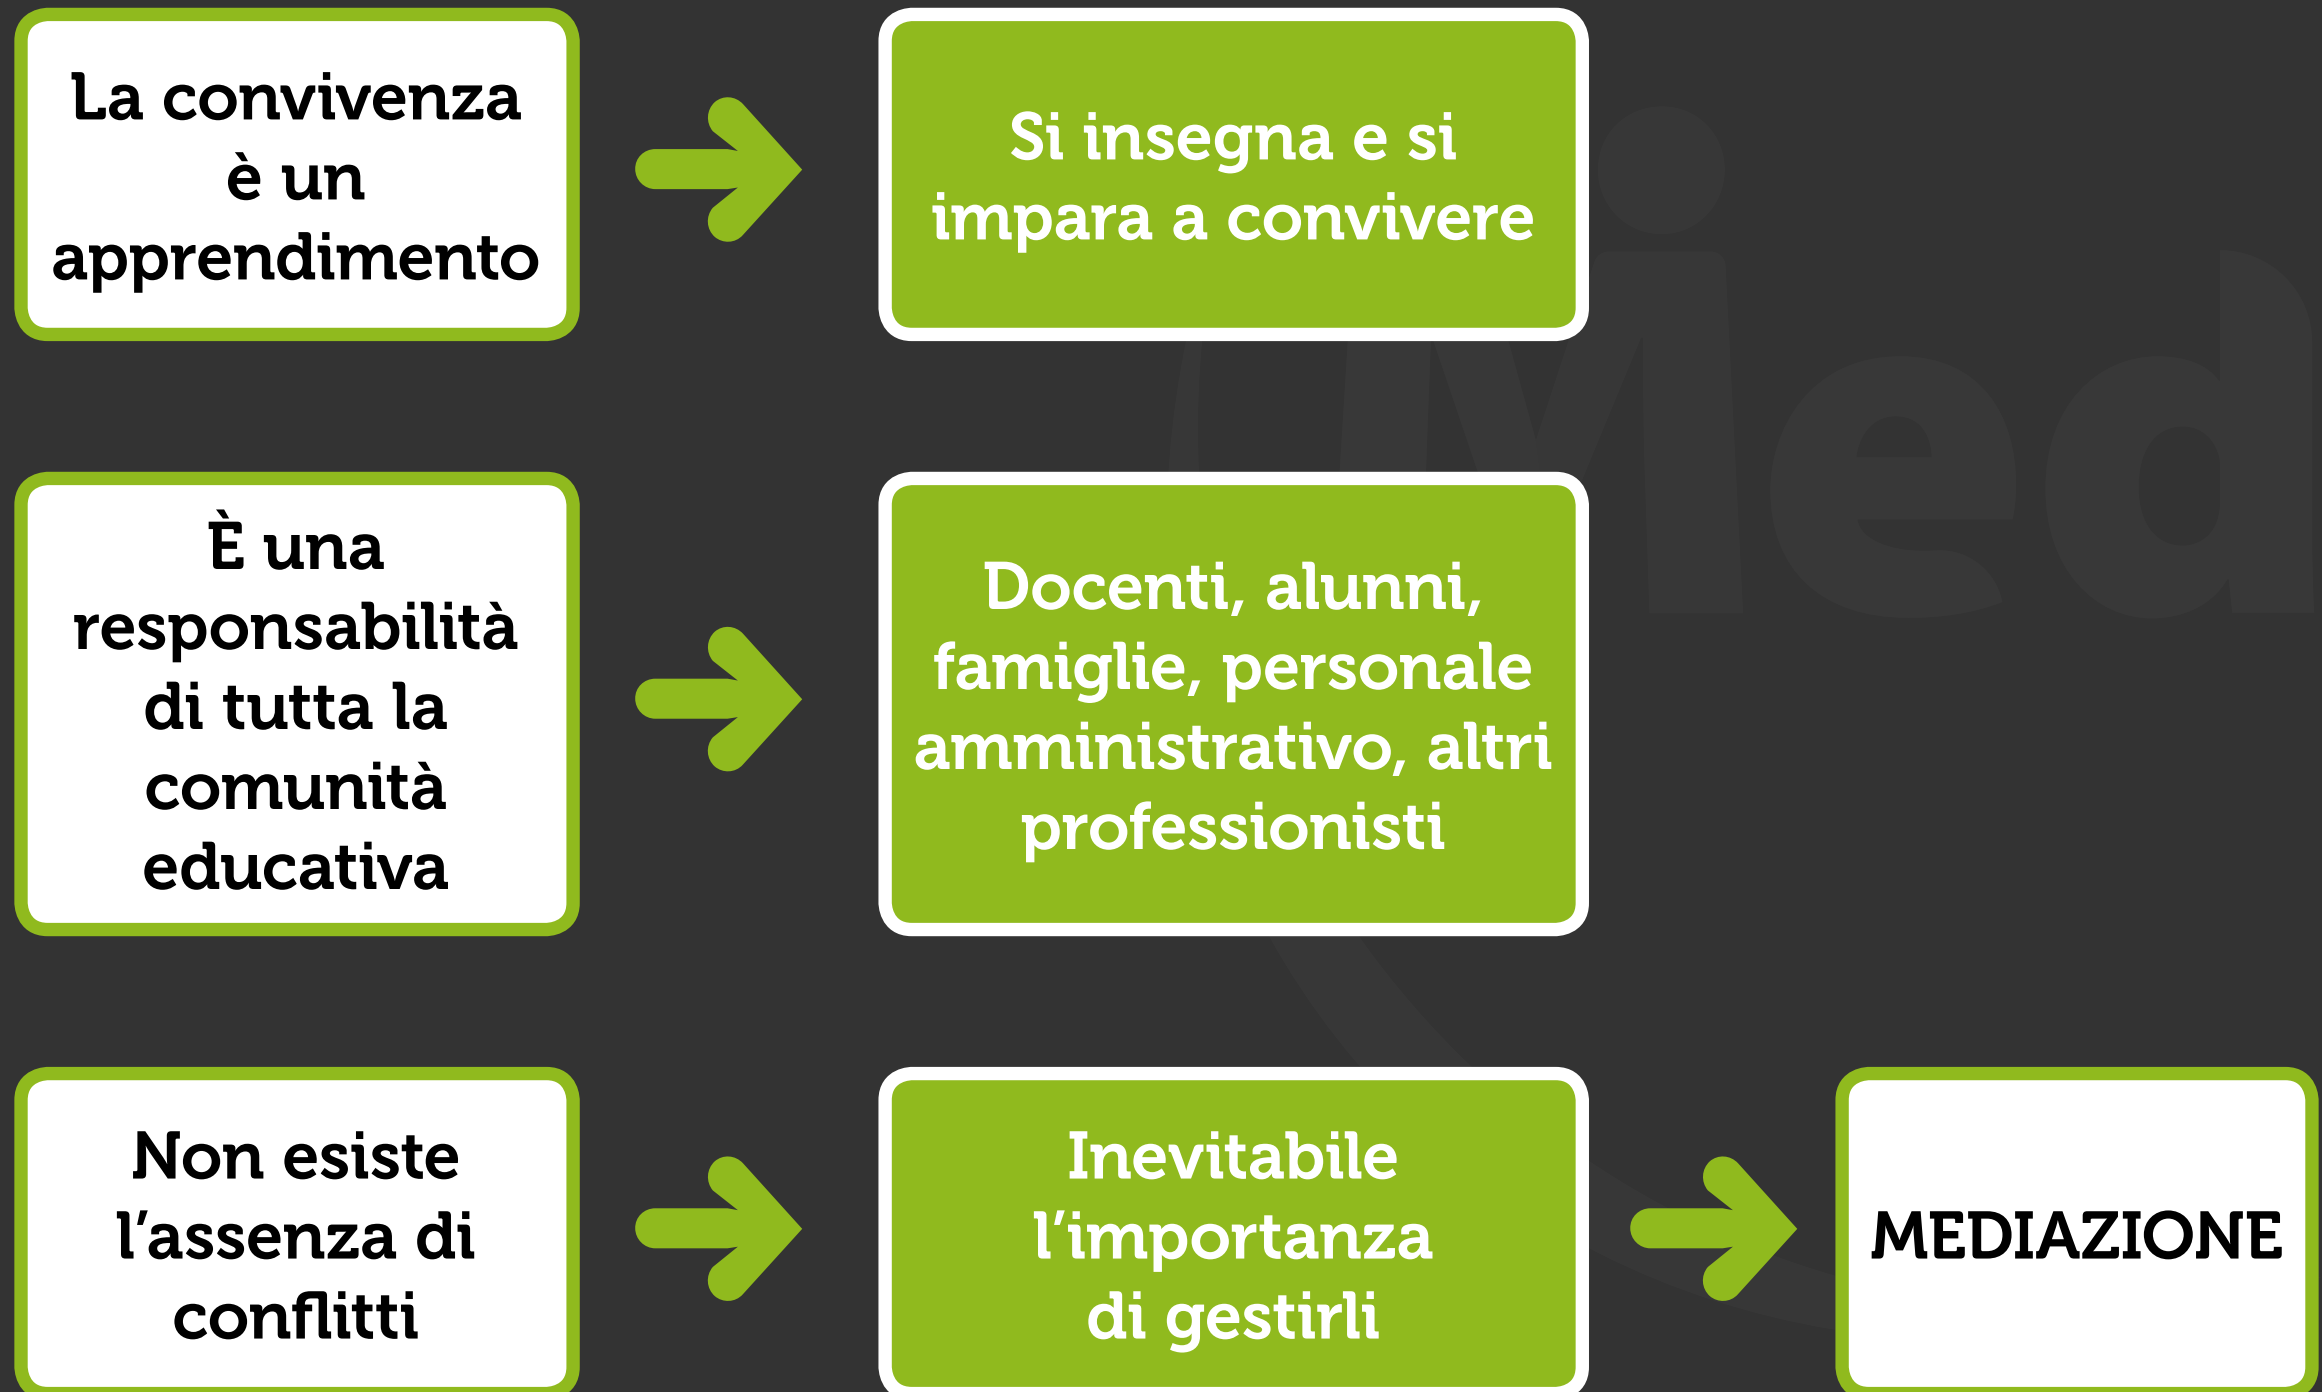 La convivenza
è un
apprendimento
Si insegna e si
impara a convivere
È una
responsabilità
di tutta la
comunità
educativa
Docenti, alunni,
famiglie, personale
amministrativo, altri
professionisti
Non esiste
l’assenza di
conflitti
Inevitabile
l’importanza
di gestirli
MEDIAZIONE
Med